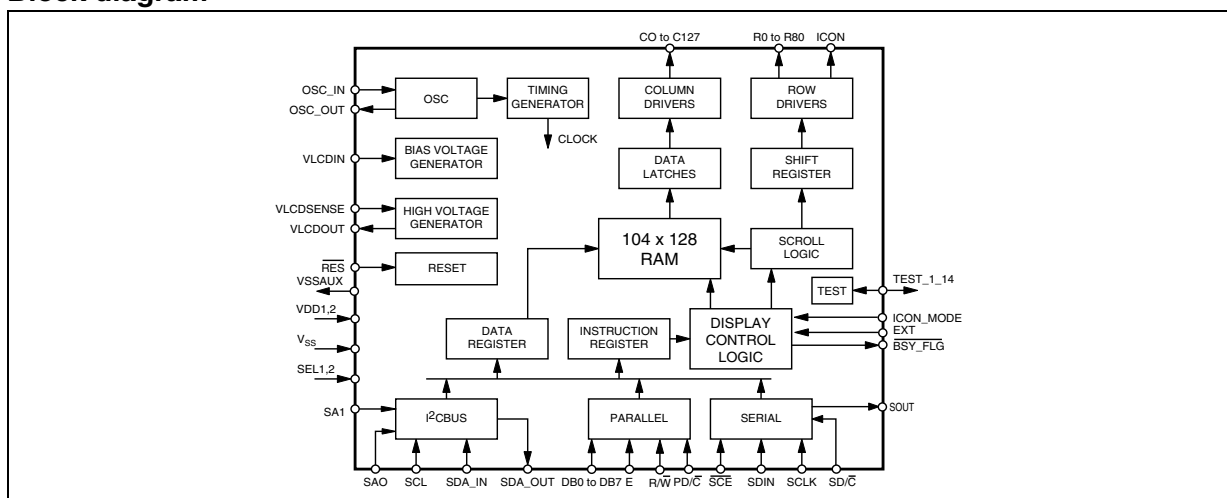 Block diagram
CO to C127
R0 to R80
ICON
OSC_IN
OSC_OUT
OSC
TIMING
GENERATOR
CLOCK
COLUMN
DRIVERS
ROW
DRIVERS
VLCDIN
BIAS VOLTAGE
GENERATOR
DATA
LATCHES
SHIFT
REGISTER
VLCDSENSE
VLCDOUT
HIGH VOLTAGE
GENERATOR
104 x 128
RAM
SCROLL
LOGIC
RES
RESET
VSSAUX
TEST
TEST_1_14
VDD1,2
VSS
SEL1,2
DATA
REGISTER
INSTRUCTION
REGISTER
DISPLAY
CONTROL
LOGIC
ICON_MODE
EXT
BSY_FLG
SA1
I²CBUS
PARALLEL
SERIAL
SOUT
SAO
SCL
SDA_IN
SDA_OUT
DB0 to DB7
E
R/W̅
PD/C̅
S̅C̅E̅
SDIN
SCLK
SD/C̅